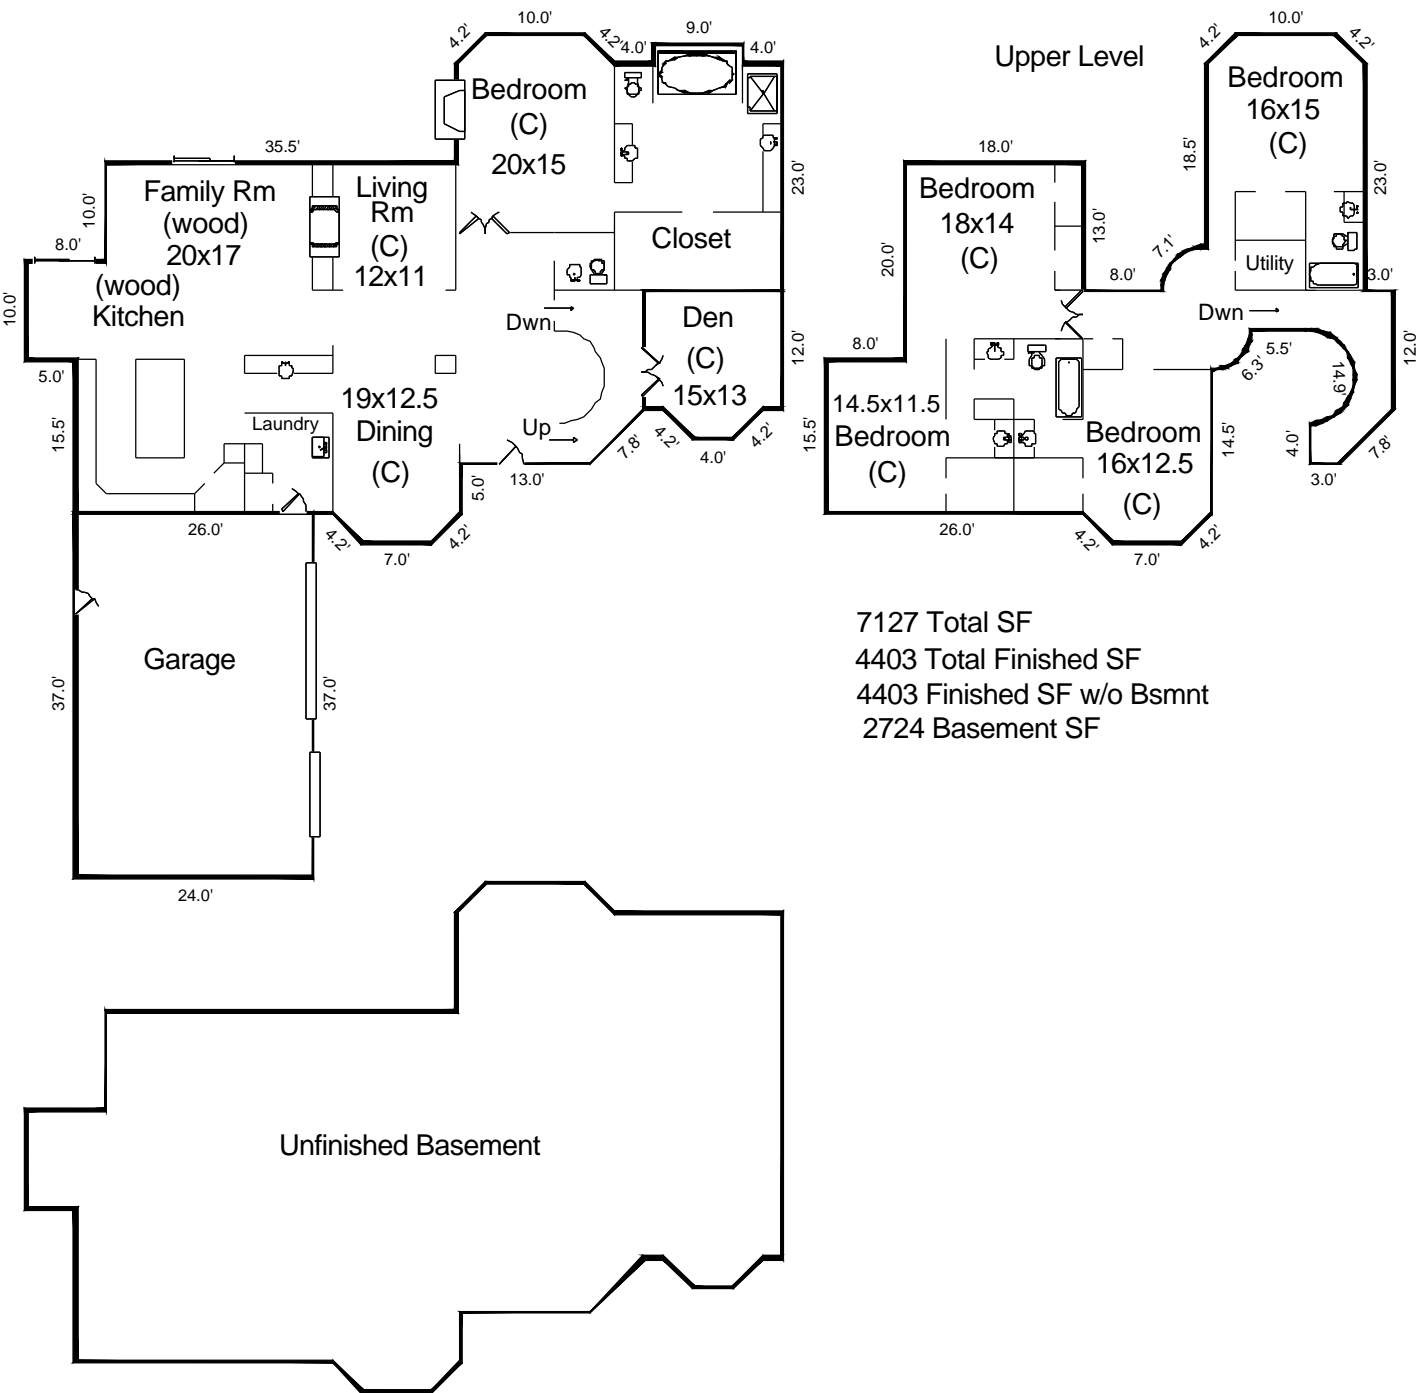 10.0'
4.2'
4.2'
4.0'
9.0'
4.0'
Bedroom
(C)
20x15
35.5'
23.0'
Family Rm
(wood)
20x17
Living
Rm
(C)
12x11
10.0'
8.0'
Closet
(wood)
Kitchen
10.0'
Dwn
Den
(C)
15x13
12.0'
5.0'
15.5'
19x12.5
Dining
(C)
Laundry
Up
7.8'
4.2'
4.0'
4.2'
5.0'
13.0'
26.0'
4.2'
7.0'
4.2'
Garage
37.0'
37.0'
24.0'
Upper Level
10.0'
4.2'
4.2'
Bedroom
16x15
(C)
18.5'
23.0'
18.0'
Bedroom
18x14
(C)
13.0'
20.0'
7.1'
8.0'
Utility
3.0'
Dwn
12.0'
8.0'
5.5'
6.3'
14.9'
14.5x11.5
Bedroom
(C)
15.5'
Bedroom
16x12.5
(C)
14.5'
4.0'
7.8'
3.0'
26.0'
4.2'
7.0'
4.2'
7127 Total SF
4403 Total Finished SF
4403 Finished SF w/o Bsmnt
2724 Basement SF
Unfinished Basement